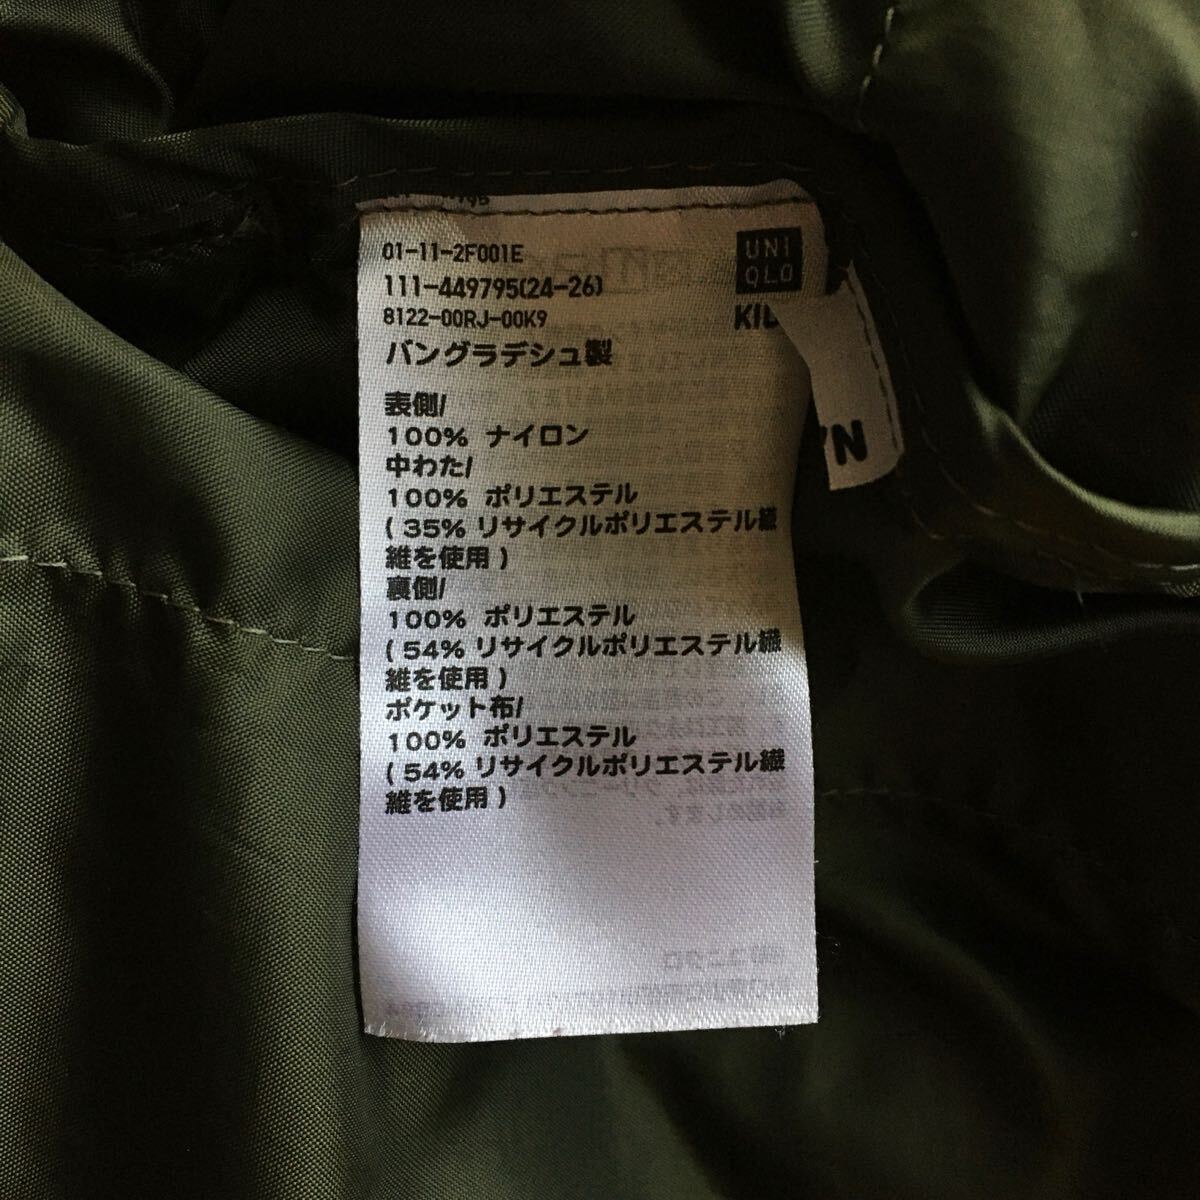 01-11-2F001E
UNI
QLO
111-449795(24-26)
8122-00RJ-00K9
バングラデシュ製
表側/
100% ナイロン
中わた/
100% ポリエステル
( 35% リサイクルポリエステル繊
維を使用 )
裏側/
100% ポリエステル
( 54% リサイクルポリエステル繊
維を使用 )
ポケット布/
100% ポリエステル
( 54% リサイクルポリエステル繊
維を使用 )